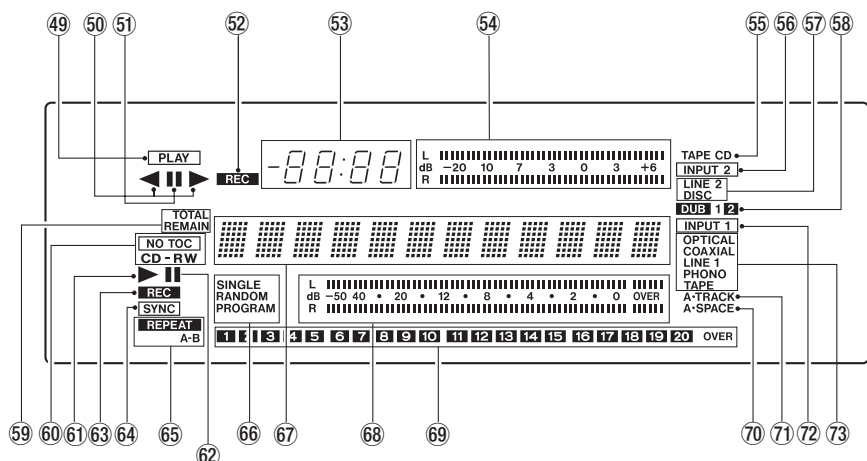 49 50 51 52 53 54 55 56 57 58
PLAY
REC
-88:88
L
dB -20 10 7 3 0 3 +6
R
TAPE CD
INPUT 2
LINE 2
DISC
DUB 1 2
TOTAL
REMAIN
NO TOC
CD-RW
REC
SYNC
REPEAT
A-B
SINGLE
RANDOM
PROGRAM
L
dB -50 40 • 20 • 12 • 8 • 4 • 2 • 0 OVER
R
INPUT 1
OPTICAL
COAXIAL
LINE 1
PHONO
TAPE
A•TRACK
A•SPACE
1 2 3 4 5 6 7 8 9 10 11 12 13 14 15 16 17 18 19 20 OVER
59 60 61 63 64 65 62 66 67 68 69 70 71 72 73